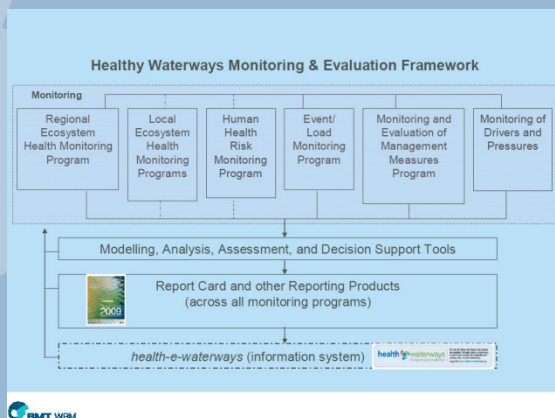 Healthy Waterways Monitoring & Evaluation Framework
Monitoring
Regional
Ecosystem
Health Monitoring
Program
Local
Ecosystem
Health
Monitoring
Programs
Human
Health
Risk
Monitoring
Program
Event/
Load
Monitoring
Program
Monitoring and
Evaluation of
Management
Measures
Program
Monitoring
of Drivers and
Pressures
Modelling, Analysis, Assessment, and Decision Support Tools
2009
Report Card and other Reporting Products
(across all monitoring programs)
health-e-waterways (information system)
health-e-waterways
BMT WBM